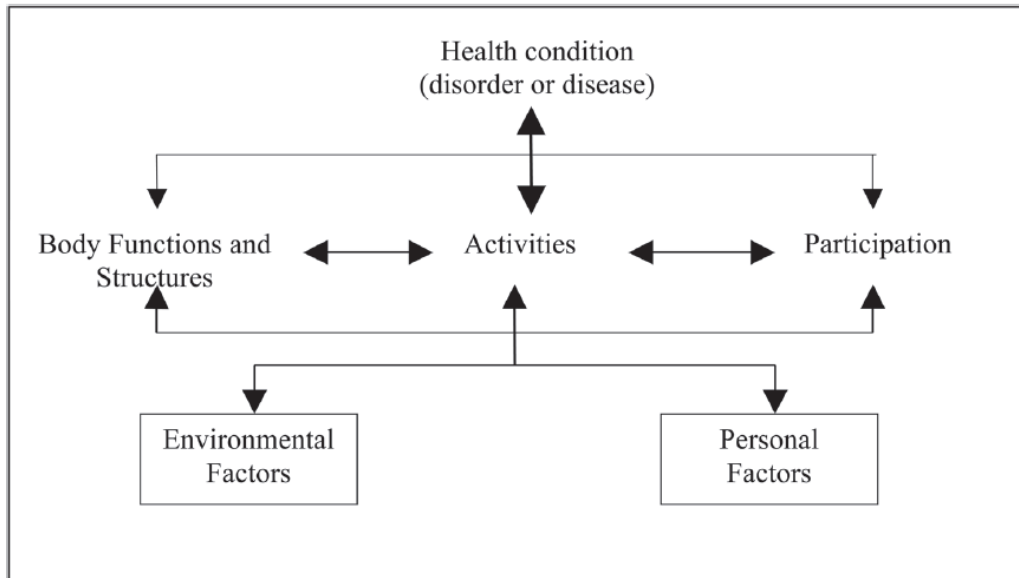 Health condition
(disorder or disease)
Body Functions and
Structures
Activities
Participation
Environmental
Factors
Personal
Factors